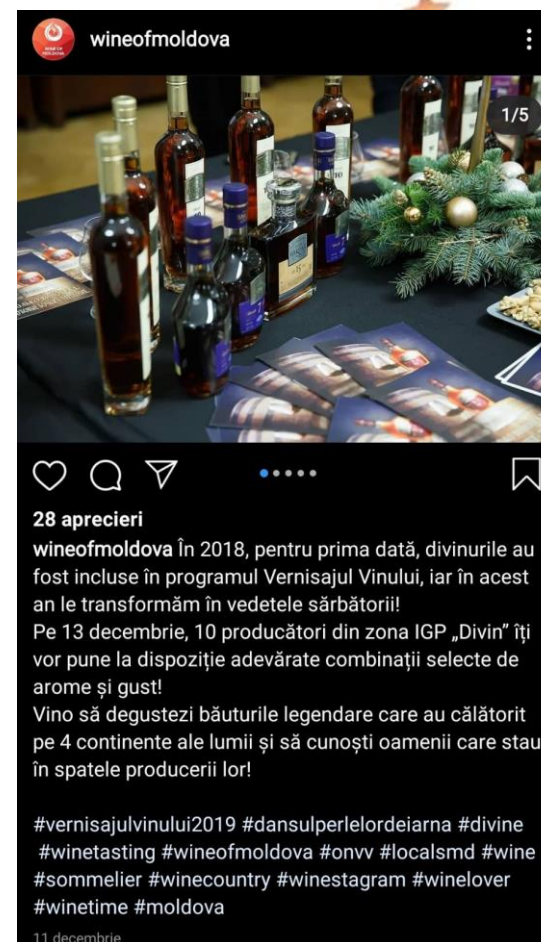 wineofmoldova
1/5
28 aprecieri
wineofmoldova În 2018, pentru prima dată, divinurile au
fost incluse în programul Vernisajul Vinului, iar în acest
an le transformăm în vedetele sărbătorii!
Pe 13 decembrie, 10 producători din zona IGP „Divin” îți
vor pune la dispoziție adevărate combinații selecte de
arome și gust!
Vino să degustezi băuturile legendare care au călătorit
pe 4 continente ale lumii și să cunoști oamenii care stau
în spatele producerii lor!
#vernisajulvinului2019 #dansulperlelordeiarna #divine
#winetasting #wineofmoldova #onvv #localsmd #wine
#sommelier #winecountry #winestagram #winelover
#winetime #moldova
11 decembrie